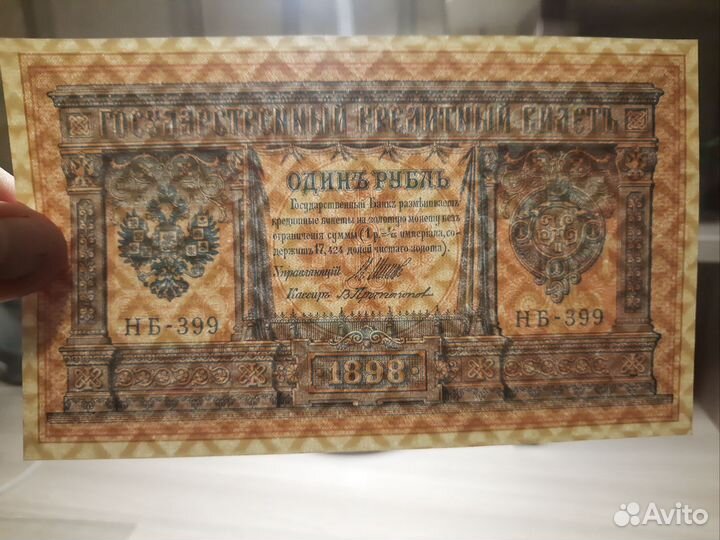 ГОСУДАРСТВЕННЫЙ КРЕДИТНЫЙ БИЛЕТЪ
ОДИНЪ РУБЛЬ
Государственный Банкъ размѣниваетъ
кредитные билеты на золотую монету безъ
ограниченія суммы (1 р.= 1/15 имперіала, со-
держитъ 17,424 долей чистаго золота).
Управляющій
Кассиръ
НБ-399
НБ-399
1898
Avito